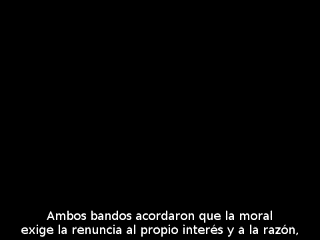 Ambos bandos acordaron que la moral
exige la renuncia al propio interés y a la razón,